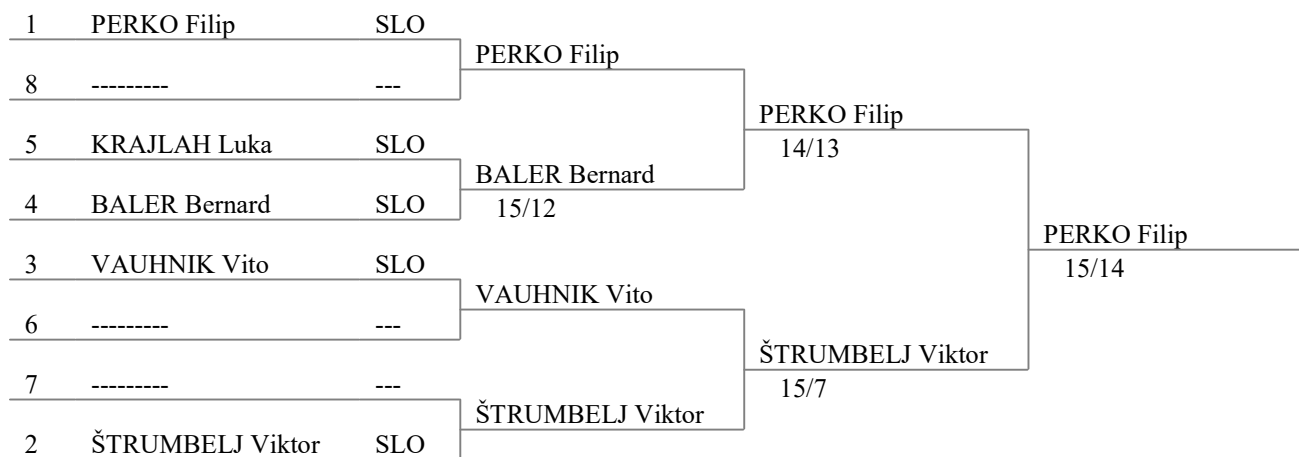 1 PERKO Filip SLO
PERKO Filip
8 --------- ---
PERKO Filip
14/13
5 KRAJLAH Luka SLO
BALER Bernard
15/12
4 BALER Bernard SLO
PERKO Filip
15/14
3 VAUHNIK Vito SLO
VAUHNIK Vito
6 --------- ---
ŠTRUMBELJ Viktor
15/7
7 --------- ---
ŠTRUMBELJ Viktor
2 ŠTRUMBELJ Viktor SLO